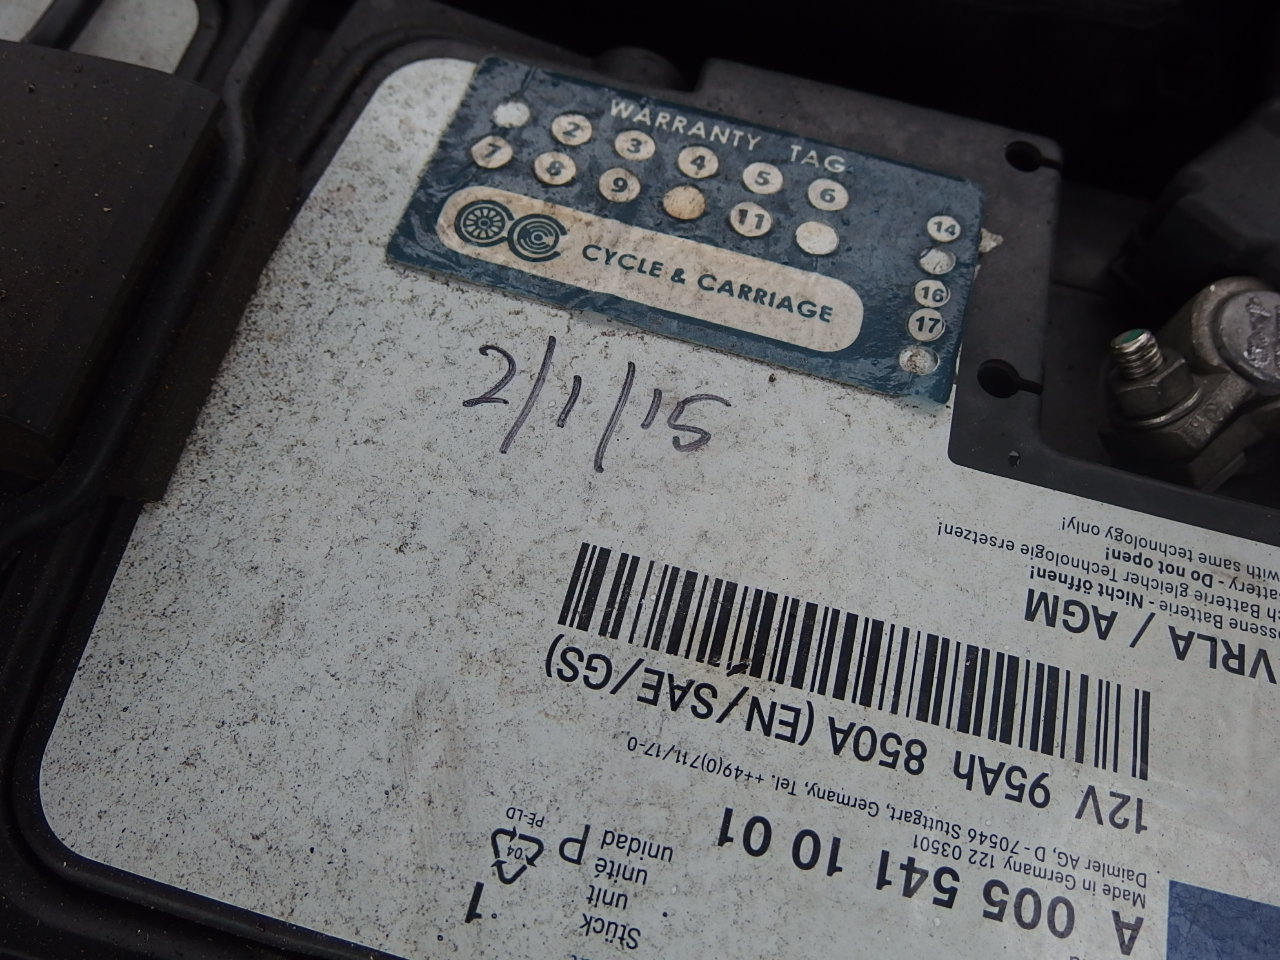 WARRANTY TAG
2 3 4 5 6
7 8 9 11
14
16
17
CYCLE & CARRIAGE
2/1/15
with same technology only!
Battery - Do not open!
Batterie gleicher Technologie ersetzen!
Batterie - Nicht öffnen!
VRLA / AGM
12V 95Ah 850A (EN/SAE/GS)
Daimler AG, D-70546 Stuttgart, Germany, Tel. ++49(0)711/17-0
Made in Germany 122 03501
A 005 541 10 01
Stück
unit
unité
unidad
P
04
PE-LD
1